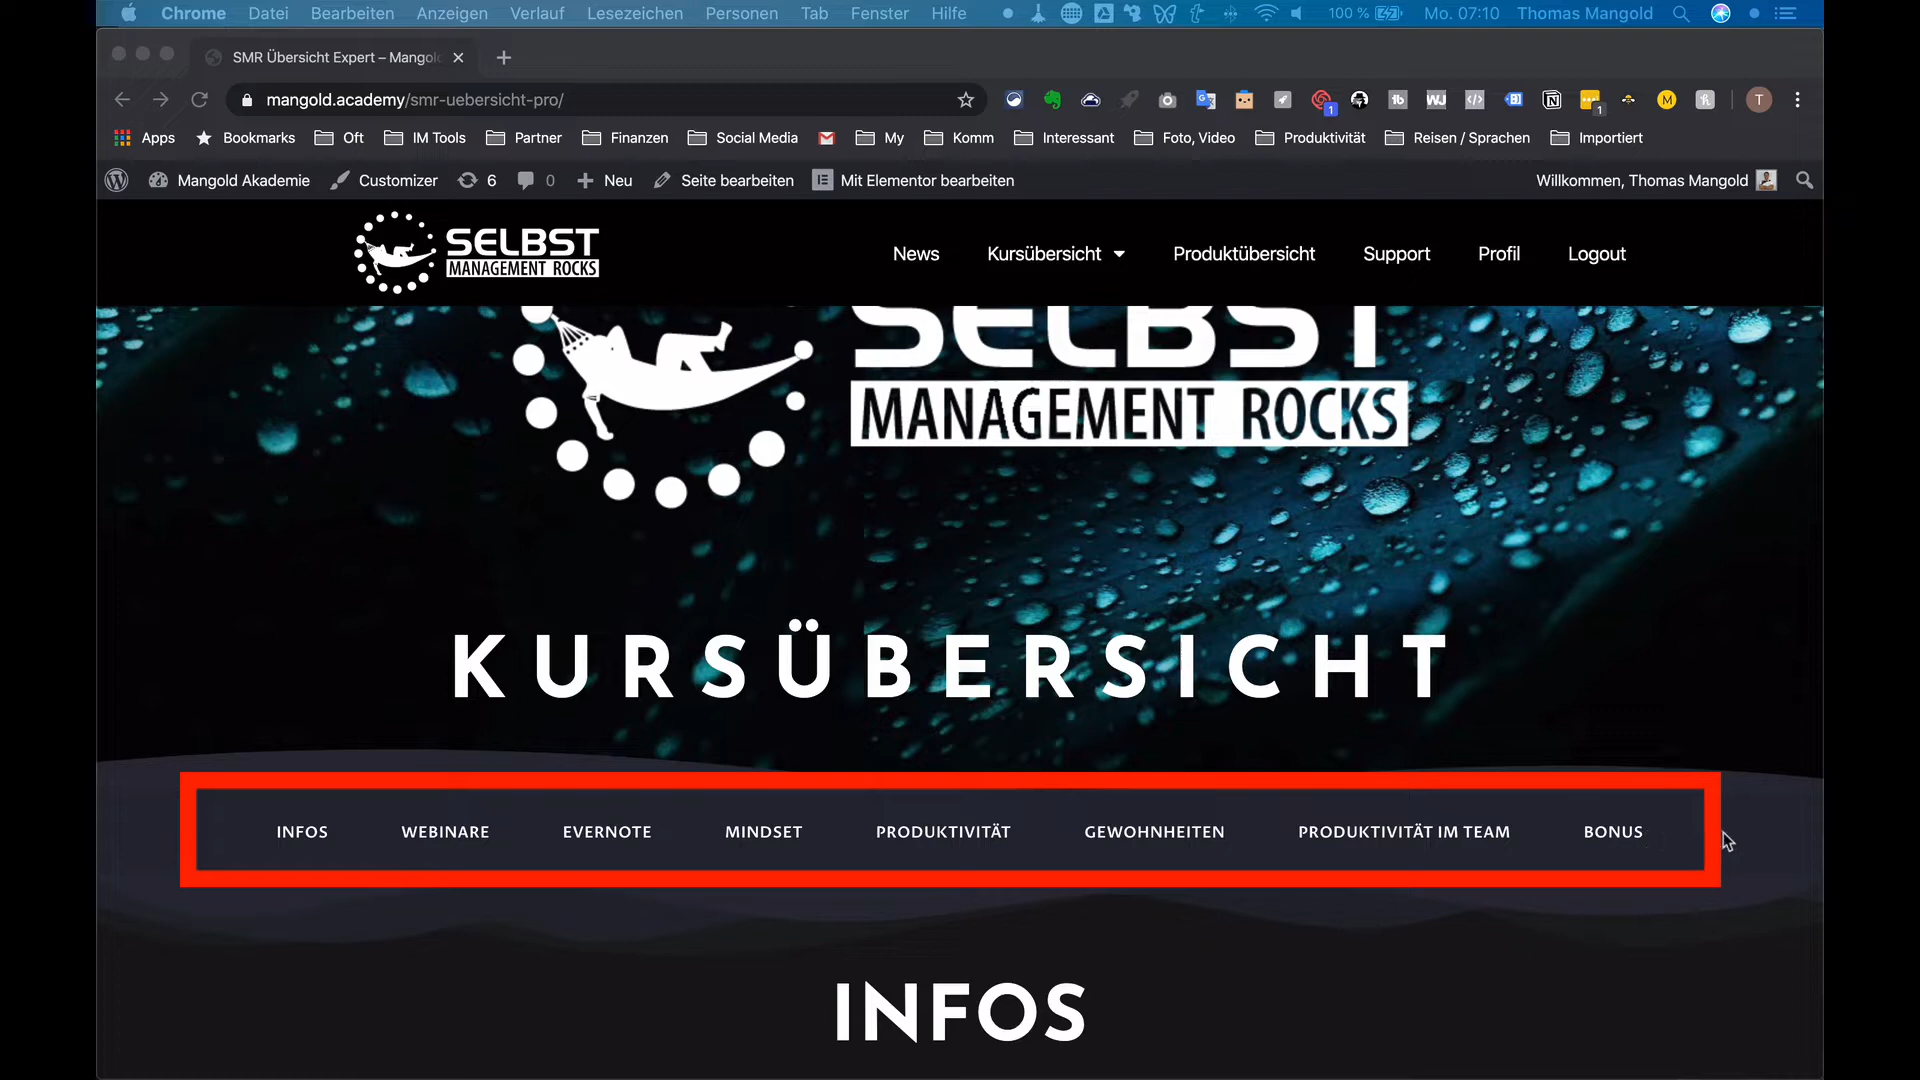 Chrome Datei Bearbeiten Anzeigen Verlauf Lesezeichen Personen Tab Fenster Hilfe 100 % Mo. 07:10 Thomas Mangold
SMR Übersicht Expert – Mangol
mangold.academy/smr-uebersicht-pro/
Apps Bookmarks Oft IM Tools Partner Finanzen Social Media My Komm Interessant Foto, Video Produktivität Reisen / Sprachen Importiert
Mangold Akademie Customizer 6 0 Neu Seite bearbeiten Mit Elementor bearbeiten Willkommen, Thomas Mangold
SELBST
MANAGEMENT ROCKS
News Kursübersicht Produktübersicht Support Profil Logout
SELBST
MANAGEMENT ROCKS
KURSÜBERSICHT
INFOS WEBINARE EVERNOTE MINDSET PRODUKTIVITÄT GEWOHNHEITEN PRODUKTIVITÄT IM TEAM BONUS
INFOS